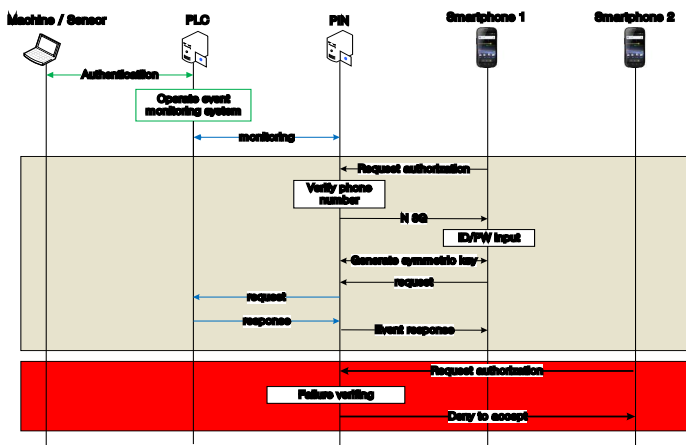 Machine / Sensor
PLC
PIN
Smartphone 1
Smartphone 2
Authentication
Operate event
monitoring system
monitoring
Request authorization
Verify phone
number
ID/PW input
Generate symmetric key
request
request
response
Event response
Request authorization
Failure verifing
Deny to accept